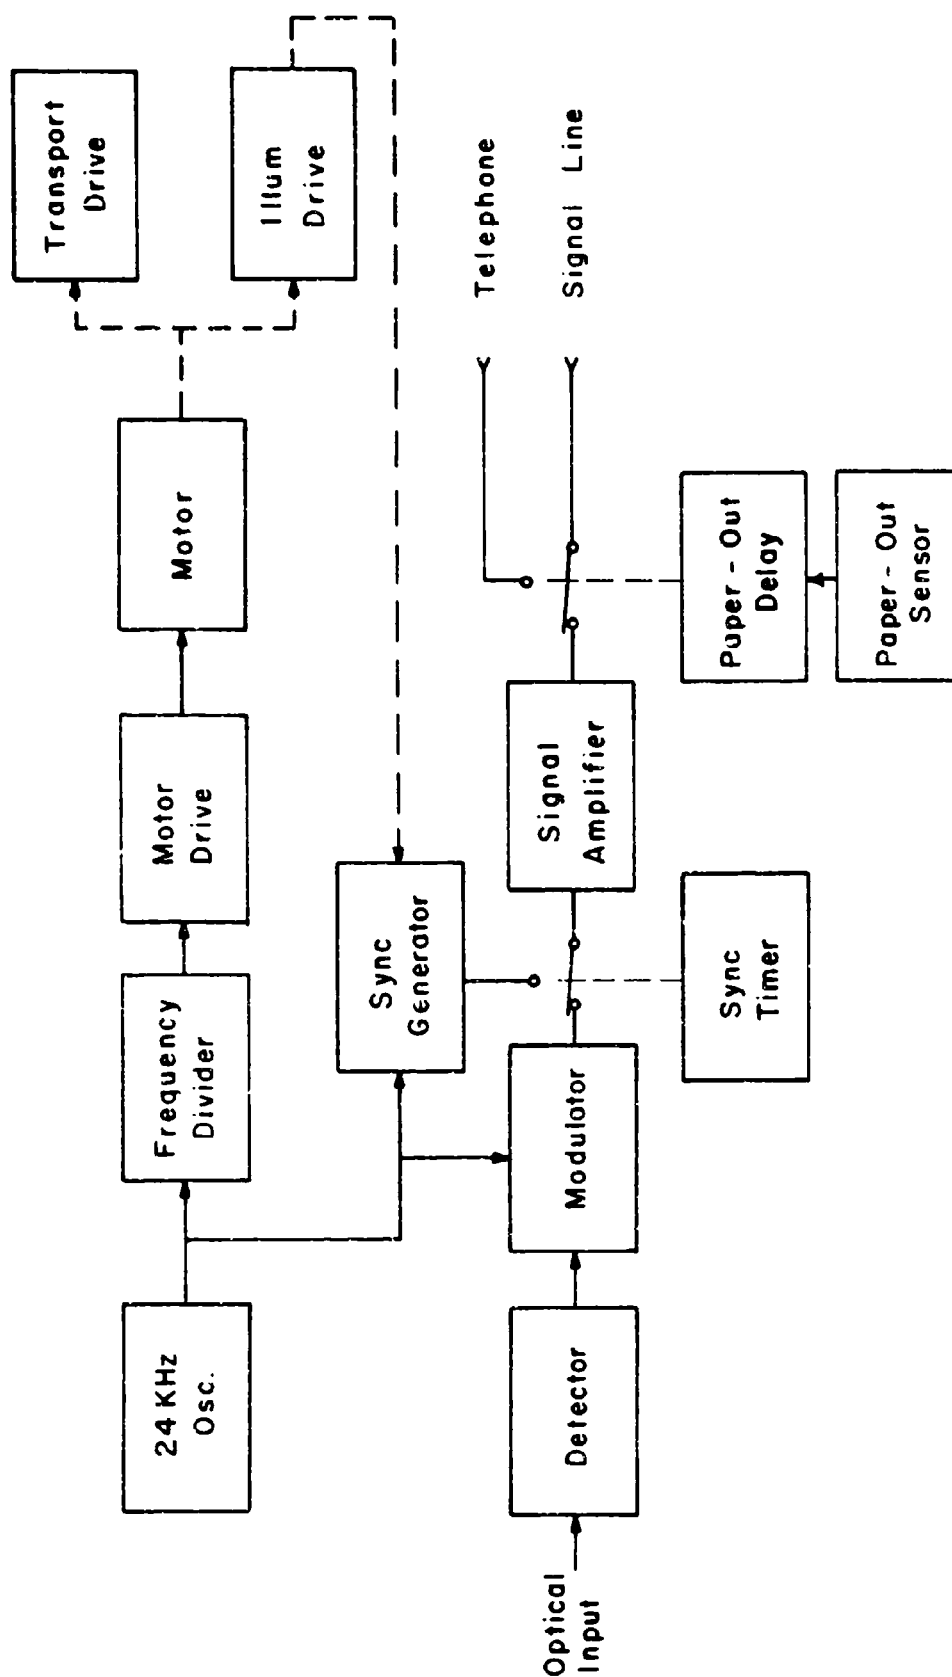 24 KHz
Osc.
Frequency
Divider
Motor
Drive
Motor
Transport
Drive
Illum
Drive
Sync
Generator
Optical
Input
Detector
Modulator
Signal
Amplifier
Telephone
Signal Line
Sync
Timer
Paper - Out
Delay
Paper - Out
Sensor